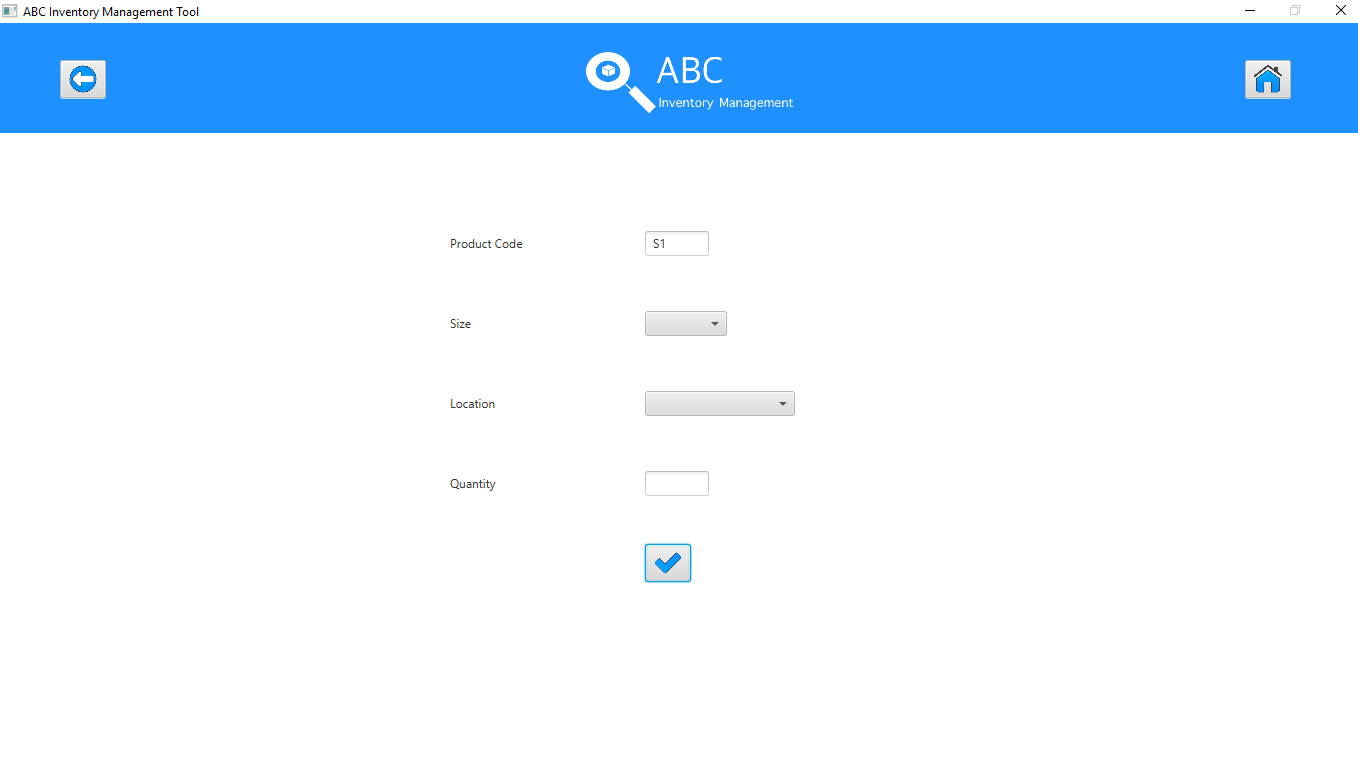 ABC Inventory Management Tool
ABC
Inventory Management
Product Code
S1
Size
Location
Quantity